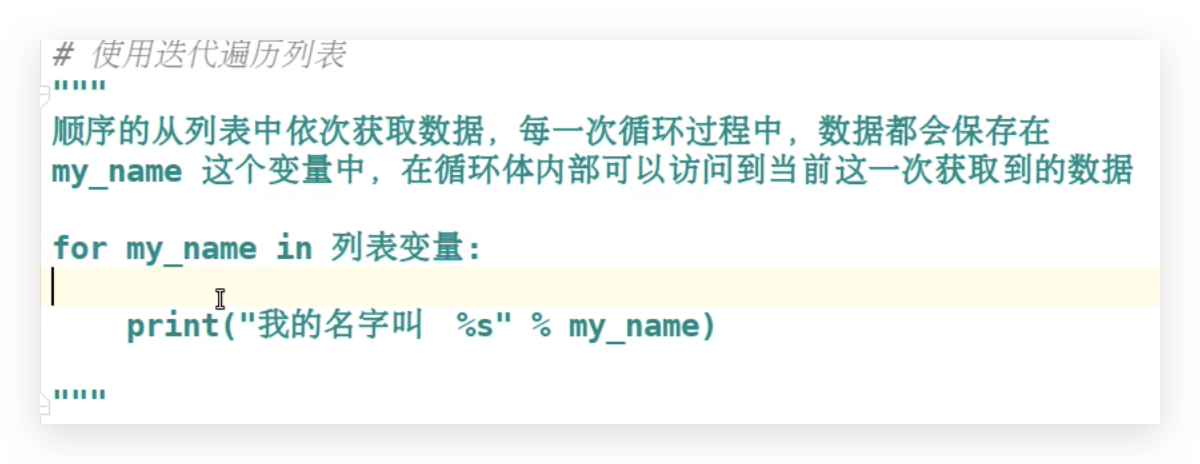 # 使用迭代遍历列表
"""
顺序的从列表中依次获取数据，每一次循环过程中，数据都会保存在
my_name 这个变量中，在循环体内部可以访问到当前这一次获取到的数据
for my_name in 列表变量:
print("我的名字叫 %s" % my_name)
"""